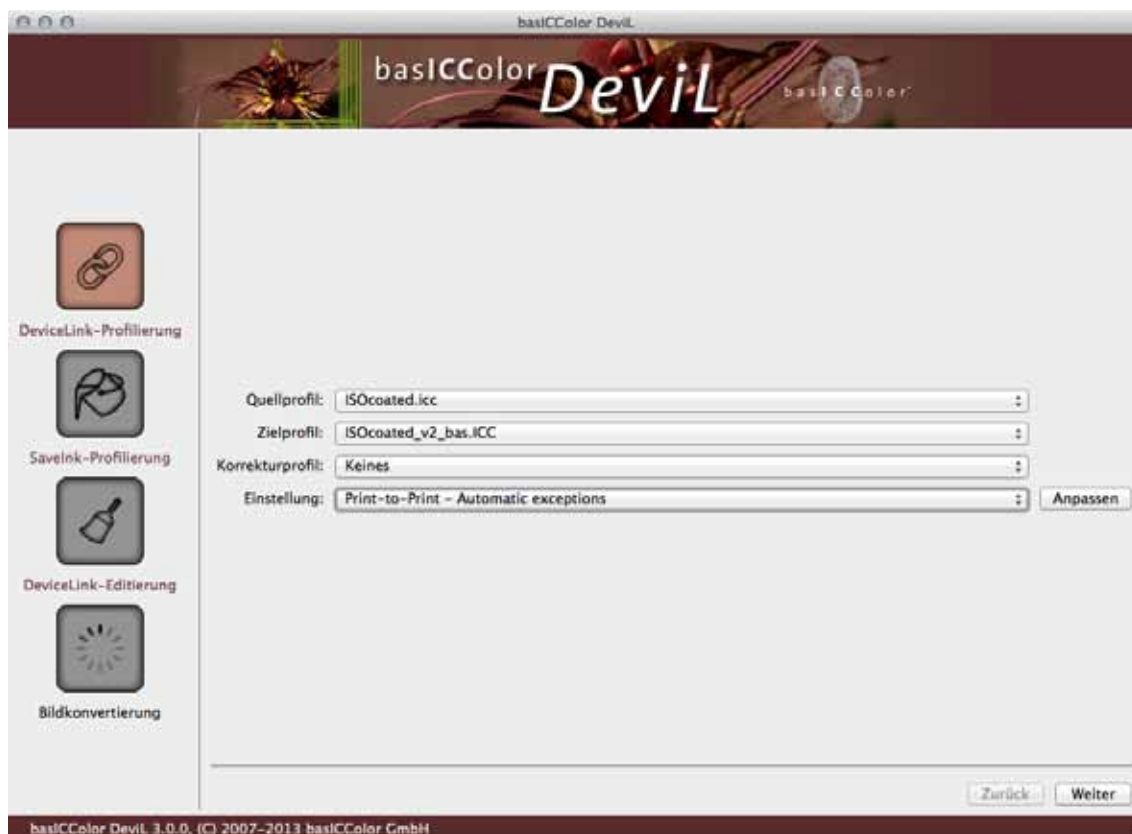 basICColor DeviL
basICColor DeviL
basICColor
DeviceLink-Profilierung
SaveInk-Profilierung
DeviceLink-Editierung
Bildkonvertierung
Quellprofil: ISOcoated.icc
Zielprofil: ISOcoated_v2_bas.ICC
Korrekturprofil: Keines
Einstellung: Print-to-Print - Automatic exceptions Anpassen
Zurück Weiter
basICColor DeviL 3.0.0, (C) 2007-2013 basICColor GmbH